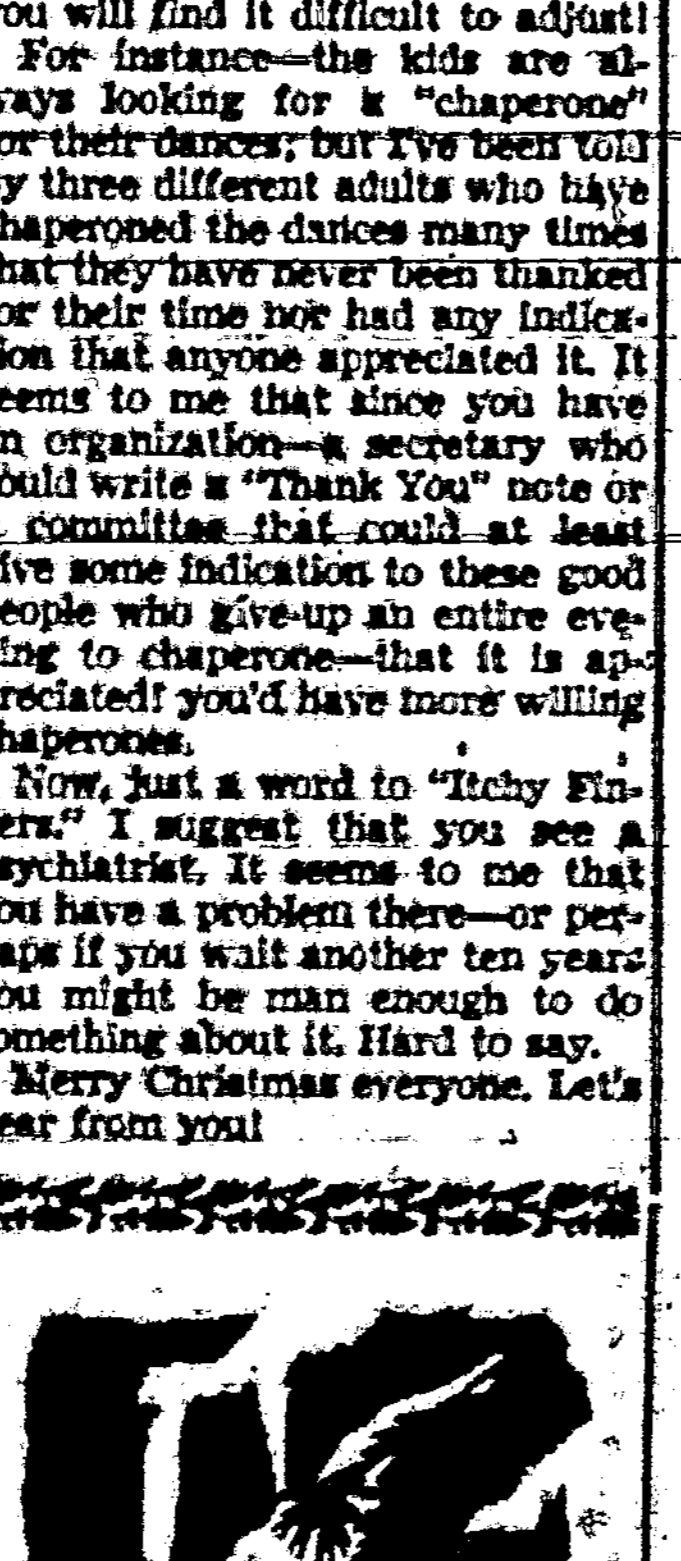 you will find it difficult to adjust!
For instance—the kids are al-
ways looking for a "chaperone"
or their dances; but I've been told
y three different adults who have
haperoned the dances many times
hat they have never been thanked
or their time nor had any indica-
ion that anyone appreciated it. It
eems to me that since you have
n organization—a secretary who
ould write a "Thank You" note or
committee that could at least
ive some indication to these good
eople who give up an entire eve-
ing to chaperone—that it is ap-
reciated! you'd have more willing
haperones.
Now, just a word to "Itchy Fin-
ers." I suggest that you see a
sychiatrist. It seems to me that
ou have a problem there—or per-
aps if you wait another ten years
ou might be man enough to do
omething about it. Hard to say.
Merry Christmas everyone. Let's
ear from you!